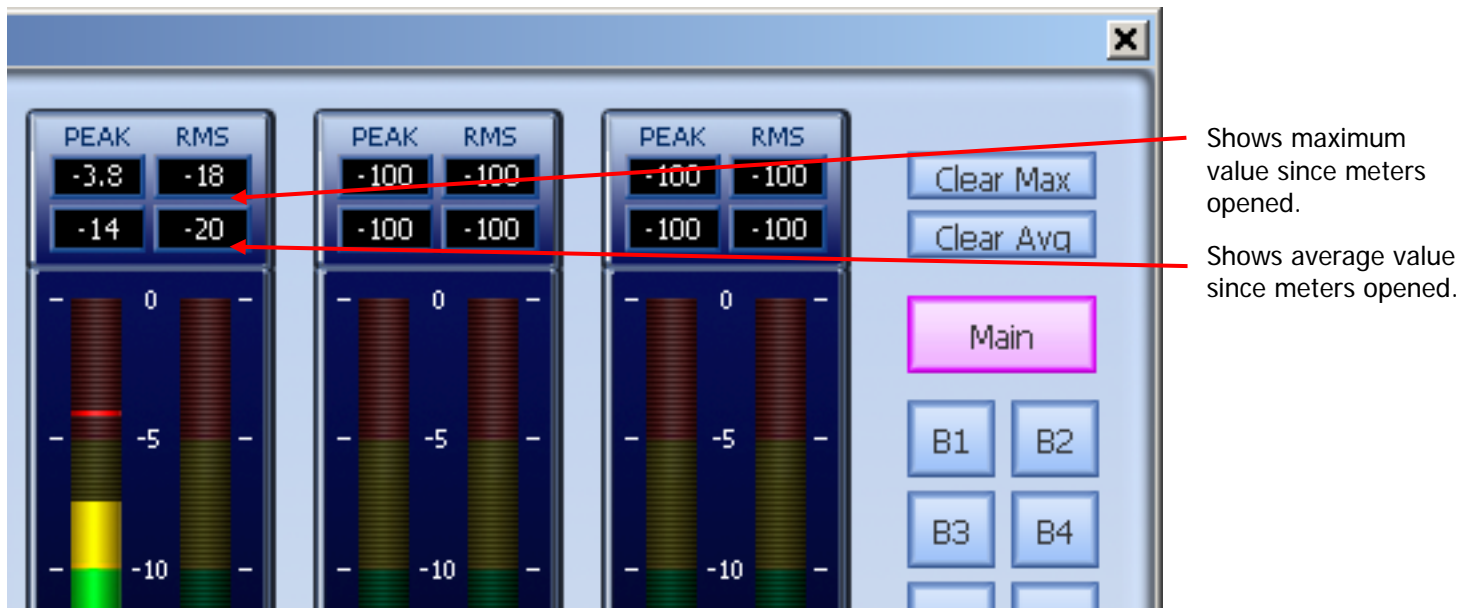 PEAK RMS PEAK RMS PEAK RMS
-3.8 -18 -100 -100 -100 -100 Clear Max
-14 -20 -100 -100 -100 -100 Clear Avg
Shows maximum
value since meters
opened.
Shows average value
since meters opened.
0 0 0
Main
-5 -5 -5
B1 B2
B3 B4
-10 -10 -10